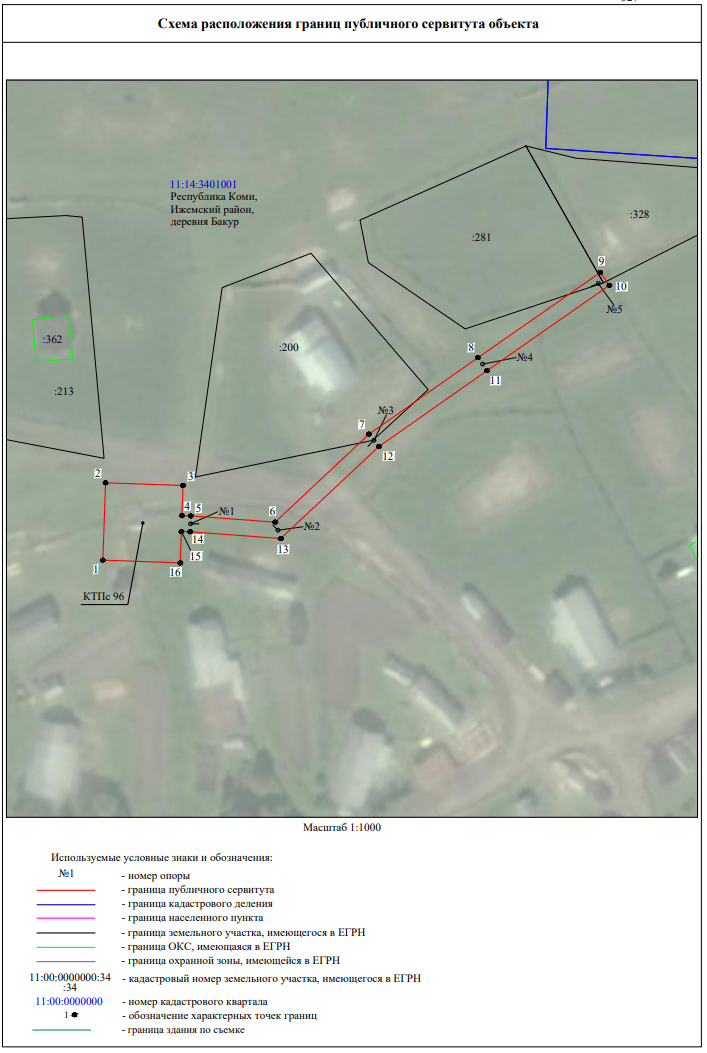 Схема расположения границ публичного сервитута объекта
11:14:3401001
Республика Коми,
Ижемский район,
деревня Бакур
:328
:281
9
10
№5
:362
:200
8
№4
:213
11
№3
7
12
2
3
4 5
№1
6
№2
14
13
15
1
16
КТПс 96
Масштаб 1:1000
Используемые условные знаки и обозначения:
№1 - номер опоры
- граница публичного сервитута
- граница кадастрового деления
- граница населенного пункта
- граница земельного участка, имеющегося в ЕГРН
- граница ОКС, имеющаяся в ЕГРН
- граница охранной зоны, имеющейся в ЕГРН
11:00:0000000:34 - кадастровый номер земельного участка, имеющегося в ЕГРН
:34
11:00:0000000 - номер кадастрового квартала
1 - обозначение характерных точек границ
- граница здания по съемке